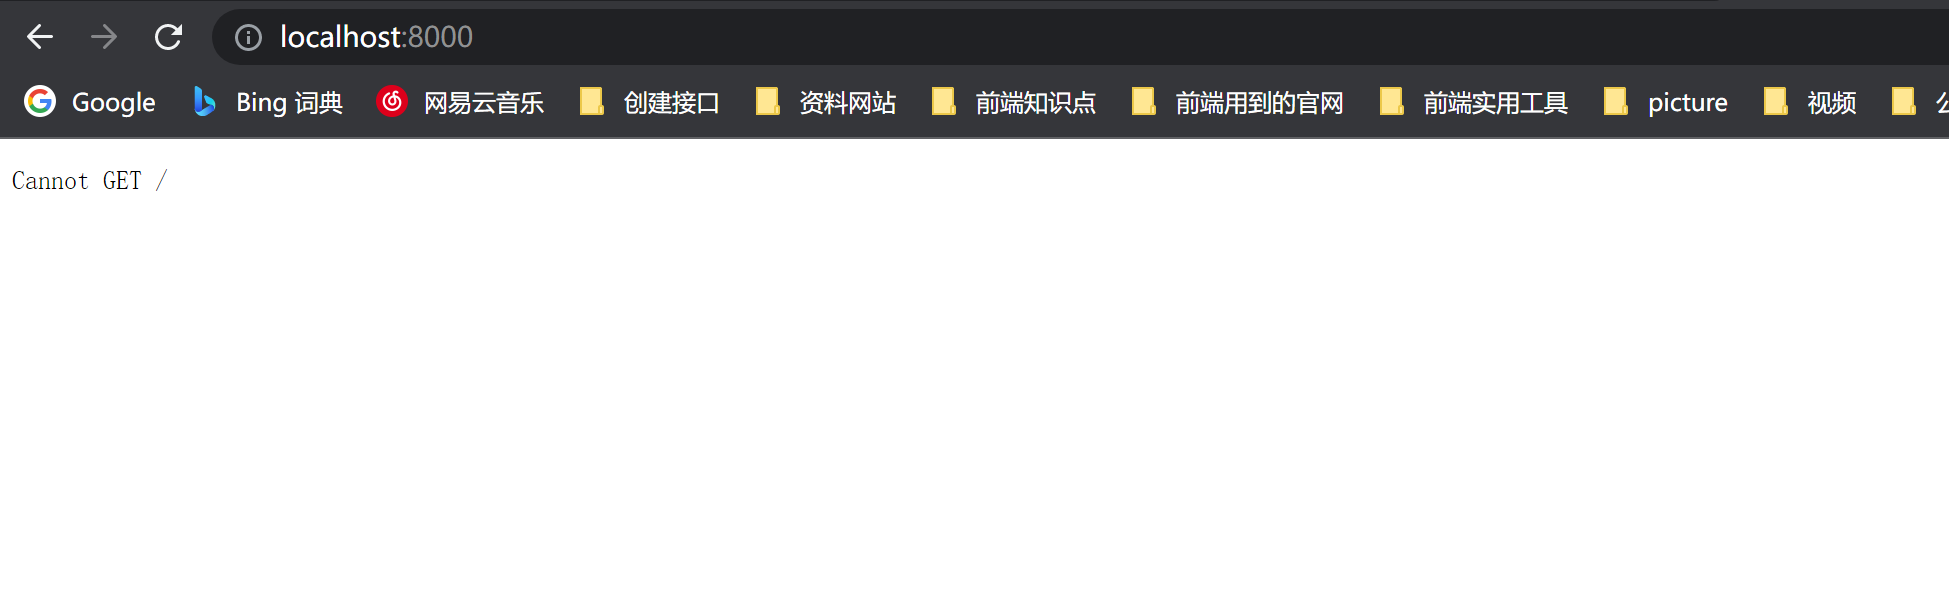 localhost:8000
Google Bing 词典 网易云音乐 创建接口 资料网站 前端知识点 前端用到的官网 前端实用工具 picture 视频
Cannot GET /